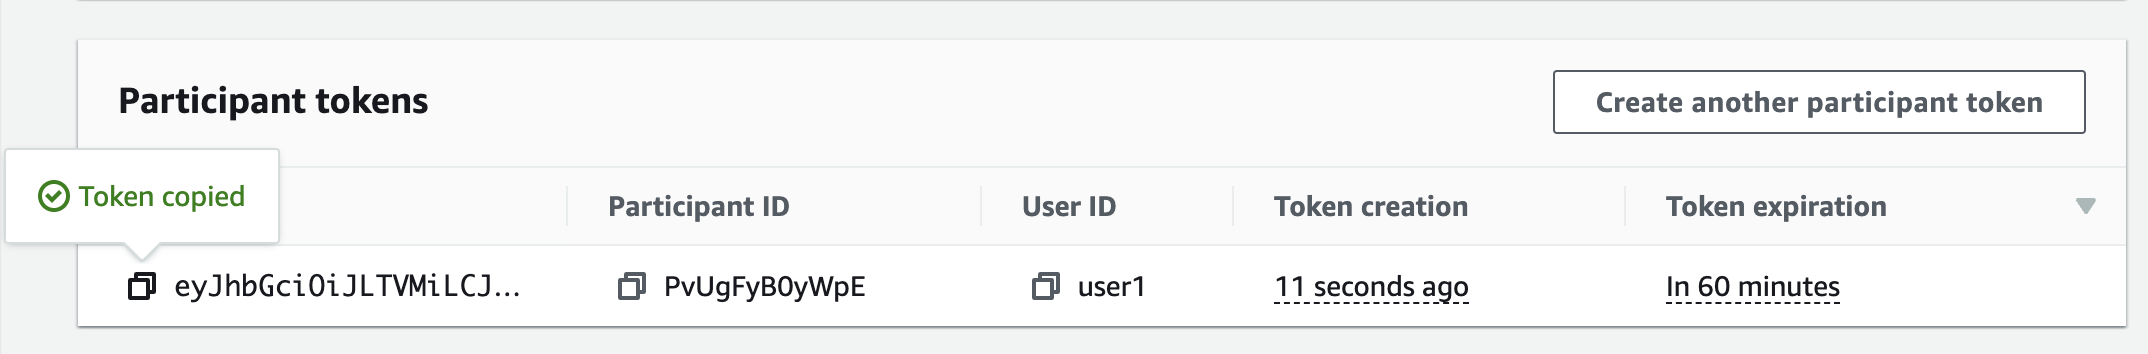 Participant tokens
Create another participant token
Token copied
Participant ID User ID Token creation Token expiration
eyJhbGciOiJLTVMiLCJ... PvUgFyB0yWpE user1 11 seconds ago In 60 minutes